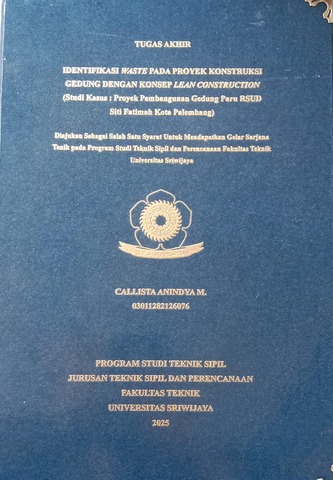 TUGAS AKHIR
IDENTIFIKASI WASTE PADA PROYEK KONSTRUKSI
GEDUNG DENGAN KONSEP LEAN CONSTRUCTION
(Studi Kasus : Proyek Pembangunan Gedung Paru RSUD
Siti Fatimah Kota Palembang)
Diajukan Sebagai Salah Satu Syarat Untuk Mendapatkan Gelar Sarjana
Tenik pada Program Studi Teknik Sipil dan Perencanaan Fakultas Teknik
Universitas Sriwijaya
CALLISTA ANINDYA M.
03011282126076
PROGRAM STUDI TEKNIK SIPIL
JURUSAN TEKNIK SIPIL DAN PERENCANAAN
FAKULTAS TEKNIK
UNIVERSITAS SRIWIJAYA
2025